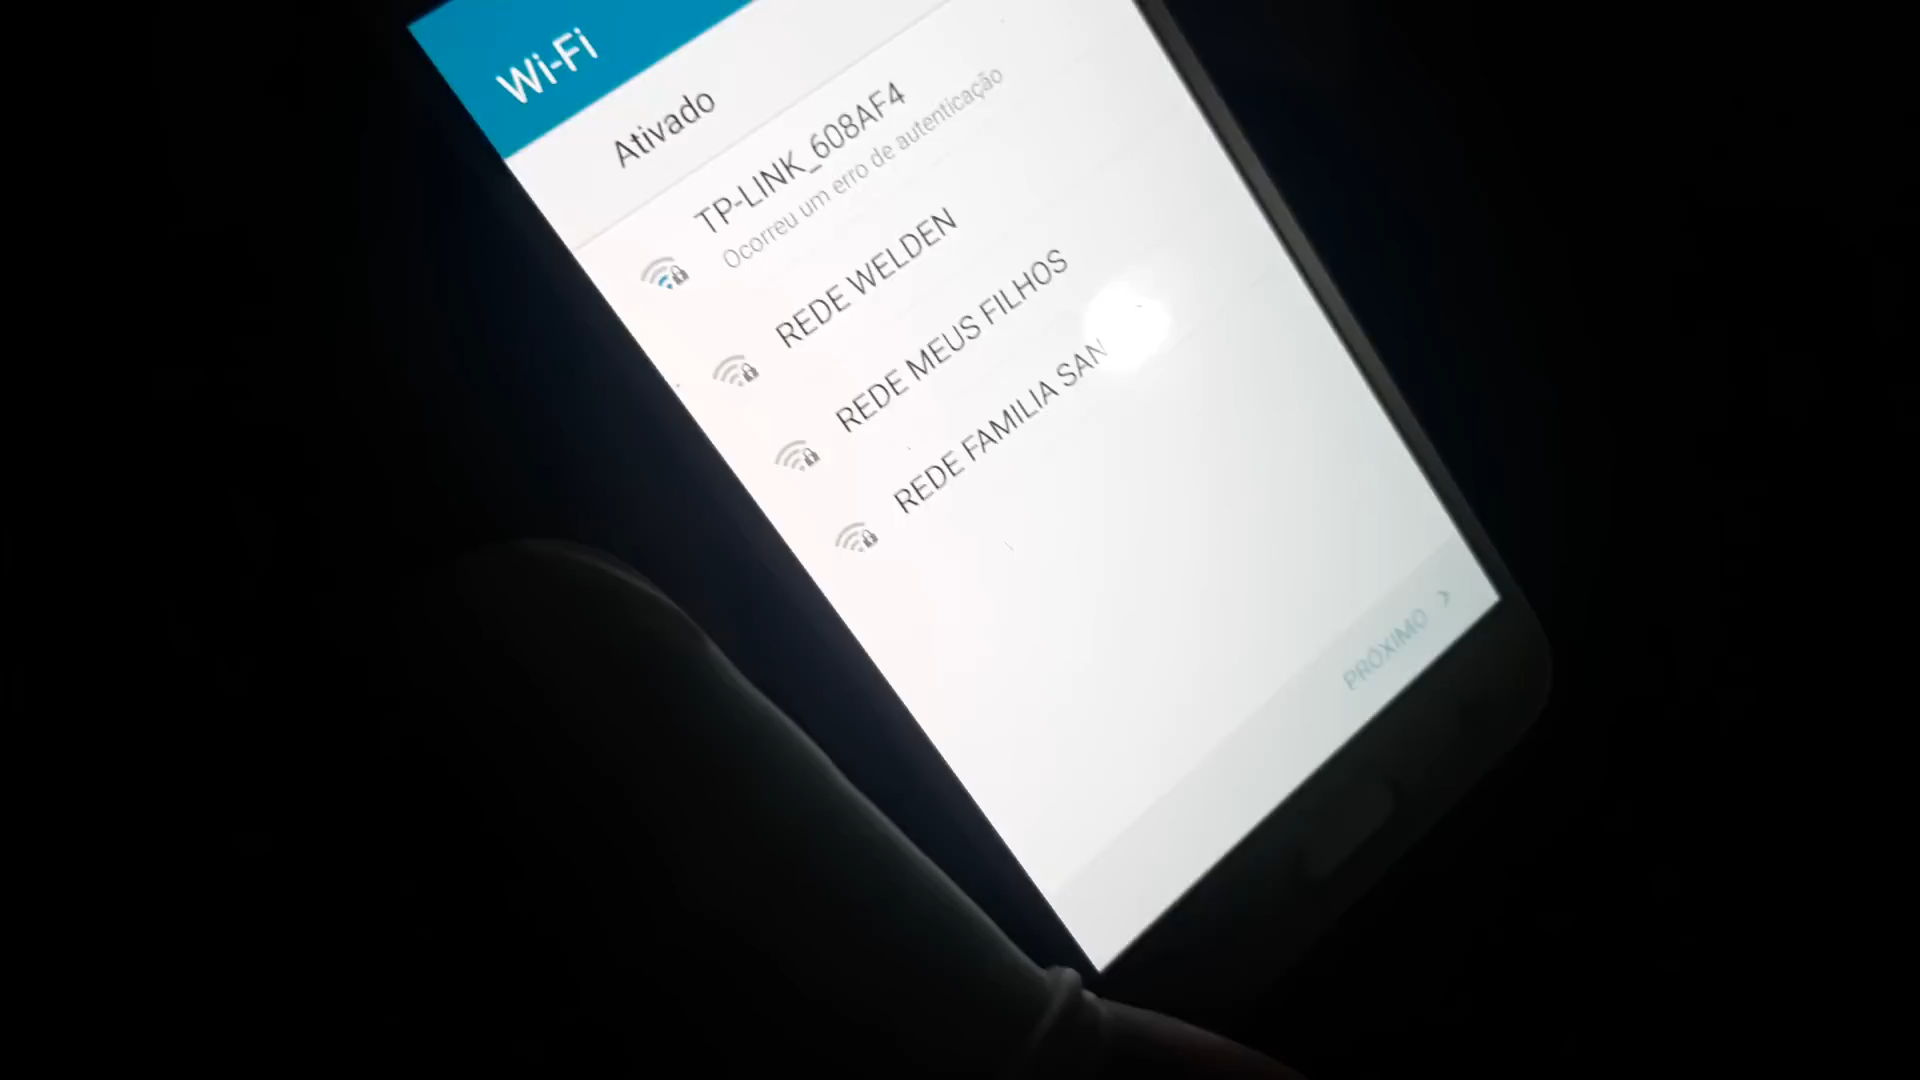 Wi-Fi
Ativado
TP-LINK_608AF4
Ocorreu um erro de autenticação
REDE WELDEN
REDE MEUS FILHOS
REDE FAMILIA SAN
PRÓXIMO >